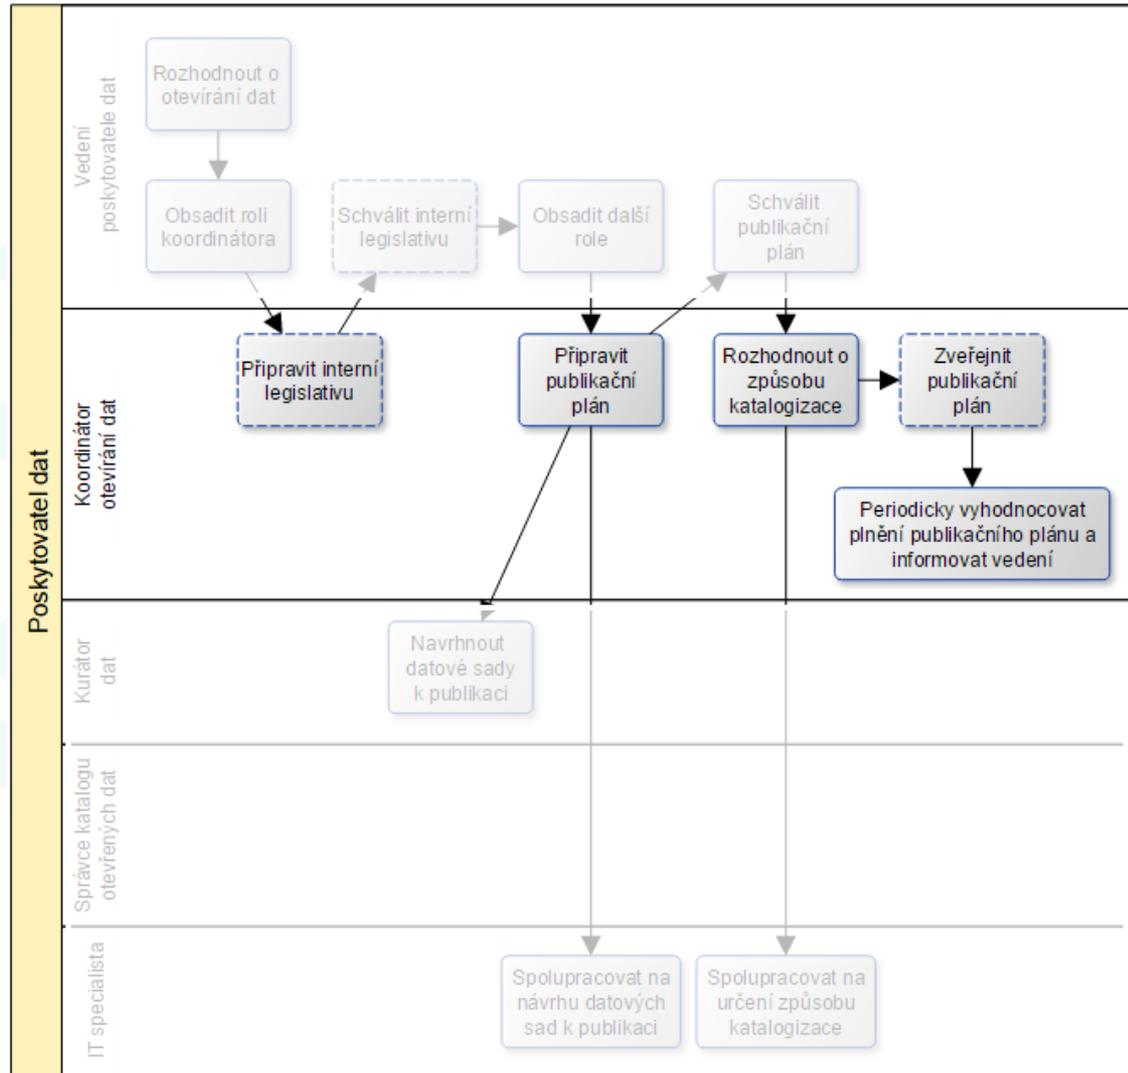 Poskytovatel dat
Vedení
poskytovatele dat
Rozhodnout o
otevírání dat
Obsadit roli
koordinátora
Schválit interní
legislativu
Obsadit další
role
Schválit
publikační
plán
Koordinátor
otevírání dat
Připravit interní
legislativu
Připravit
publikační
plán
Rozhodnout o
způsobu
katalogizace
Zveřejnit
publikační
plán
Periodicky vyhodnocovat
plnění publikačního plánu a
informovat vedení
Kurátor
dat
Navrhnout
datové sady
k publikaci
Správce katalogu
otevřených dat
IT specialista
Spolupracovat na
návrhu datových
sad k publikaci
Spolupracovat na
určení způsobu
katalogizace